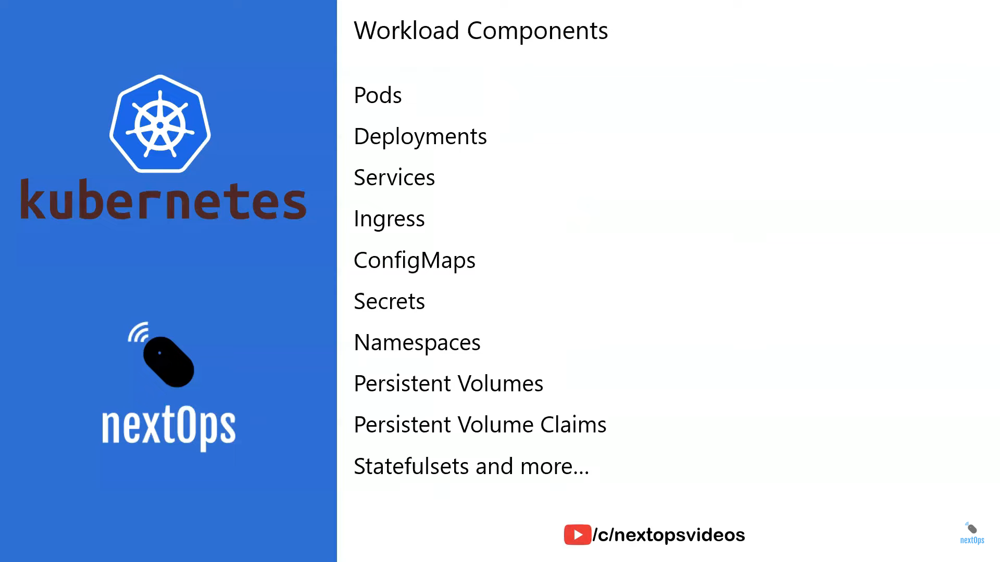 kubernetes
nextOps
Workload Components
Pods
Deployments
Services
Ingress
ConfigMaps
Secrets
Namespaces
Persistent Volumes
Persistent Volume Claims
Statefulsets and more...
/c/nextopsvideos
nextOps